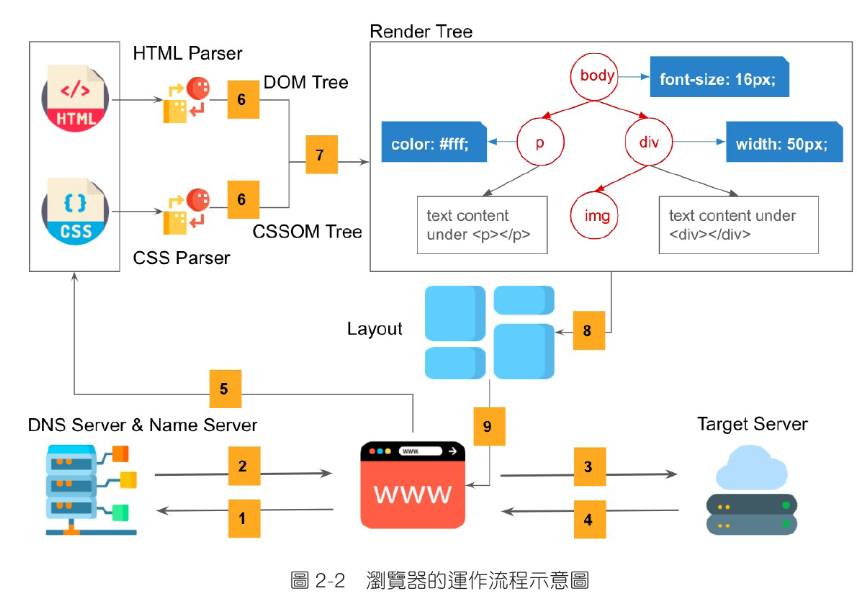 Render Tree
HTML Parser
DOM Tree
</>
HTML
6
7
body
font-size: 16px;
color: #fff;
p
div
width: 50px;
{ }
CSS
6
CSSOM Tree
CSS Parser
text content
under <p></p>
img
text content under
<div></div>
Layout
8
5
9
DNS Server & Name Server
Target Server
2
1
www
WWW
3
4
圖 2-2 瀏覽器的運作流程示意圖